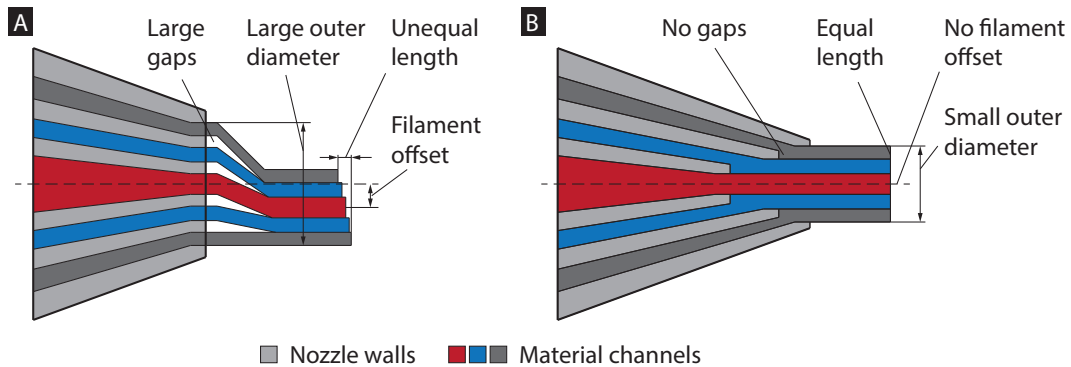 A
Large
gaps
Large outer
diameter
Unequal
length
Filament
offset
B
No gaps
Equal
length
No filament
offset
Small outer
diameter
Nozzle walls
Material channels